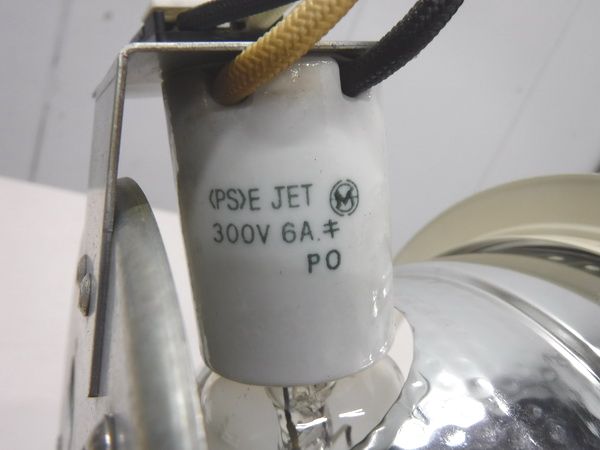 <PS>E JET M
300V 6A.キ
PO